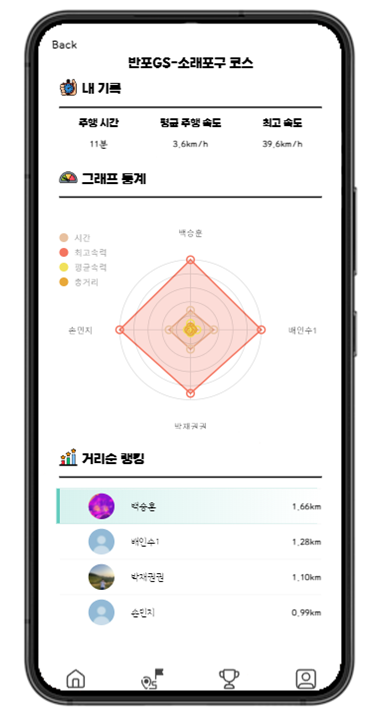 Back
반포GS-소래포구 코스
내 기록
주행 시간 평균 주행 속도 최고 속도
11분 3.6km/h 39.6km/h
그래프 통계
백승훈
시간
최고속력
평균속력
총거리
손민지 배인수1
박재권권
거리순 랭킹
백승훈 1.66km
배인수1 1.28km
박재권권 1.10km
손민지 0.99km